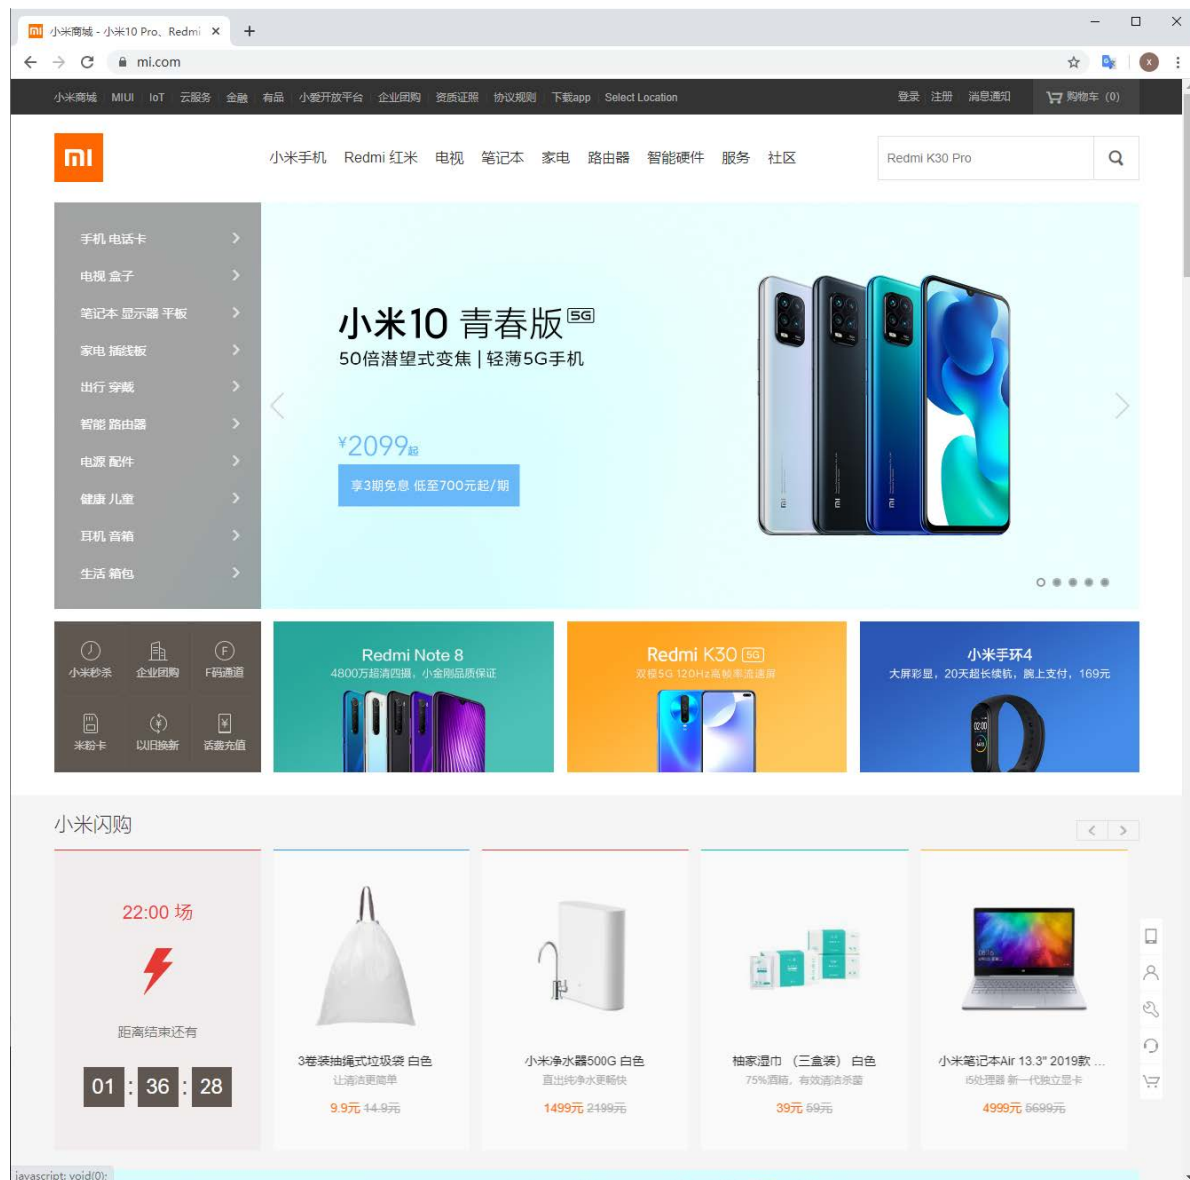 小米商城 - 小米10 Pro、Redmi
mi.com
X
小米商城 MIUI IoT 云服务 金融 有品 小爱开放平台 企业团购 资质证照 协议规则 下载app Select Location
登录 注册 消息通知 购物车 (0)
小米手机 Redmi 红米 电视 笔记本 家电 路由器 智能硬件 服务 社区
Redmi K30 Pro
手机 电话卡
电视 盒子
笔记本 显示器 平板
家电 插线板
出行 穿戴
智能 路由器
电源 配件
健康 儿童
耳机 音箱
生活 箱包
小米10 青春版 5G
50倍潜望式变焦 | 轻薄5G手机
¥2099起
享3期免息 低至700元起/期
小米秒杀 企业团购 F码通道
米粉卡 以旧换新 话费充值
Redmi Note 8
4800万超清四摄，小金刚品质保证
Redmi K30 5G
双模5G 120Hz高帧率流速屏
小米手环4
大屏彩显，20天超长续航，腕上支付，169元
小米闪购
22:00 场
距离结束还有
01 : 36 : 28
3卷装抽绳式垃圾袋 白色
让清洁更简单
9.9元 14.9元
小米净水器500G 白色
直出纯净水更畅快
1499元 2199元
柚家湿巾 （三盒装） 白色
75%酒精，有效清洁杀菌
39元 59元
小米笔记本Air 13.3" 2019款 ...
i5处理器 新一代独立显卡
4999元 5699元
javascript: void(0);